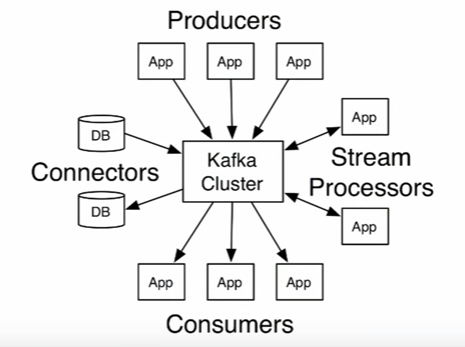 Producers
App
App
App
DB
App
Connectors
Kafka
Cluster
Stream
Processors
DB
App
App
App
App
Consumers